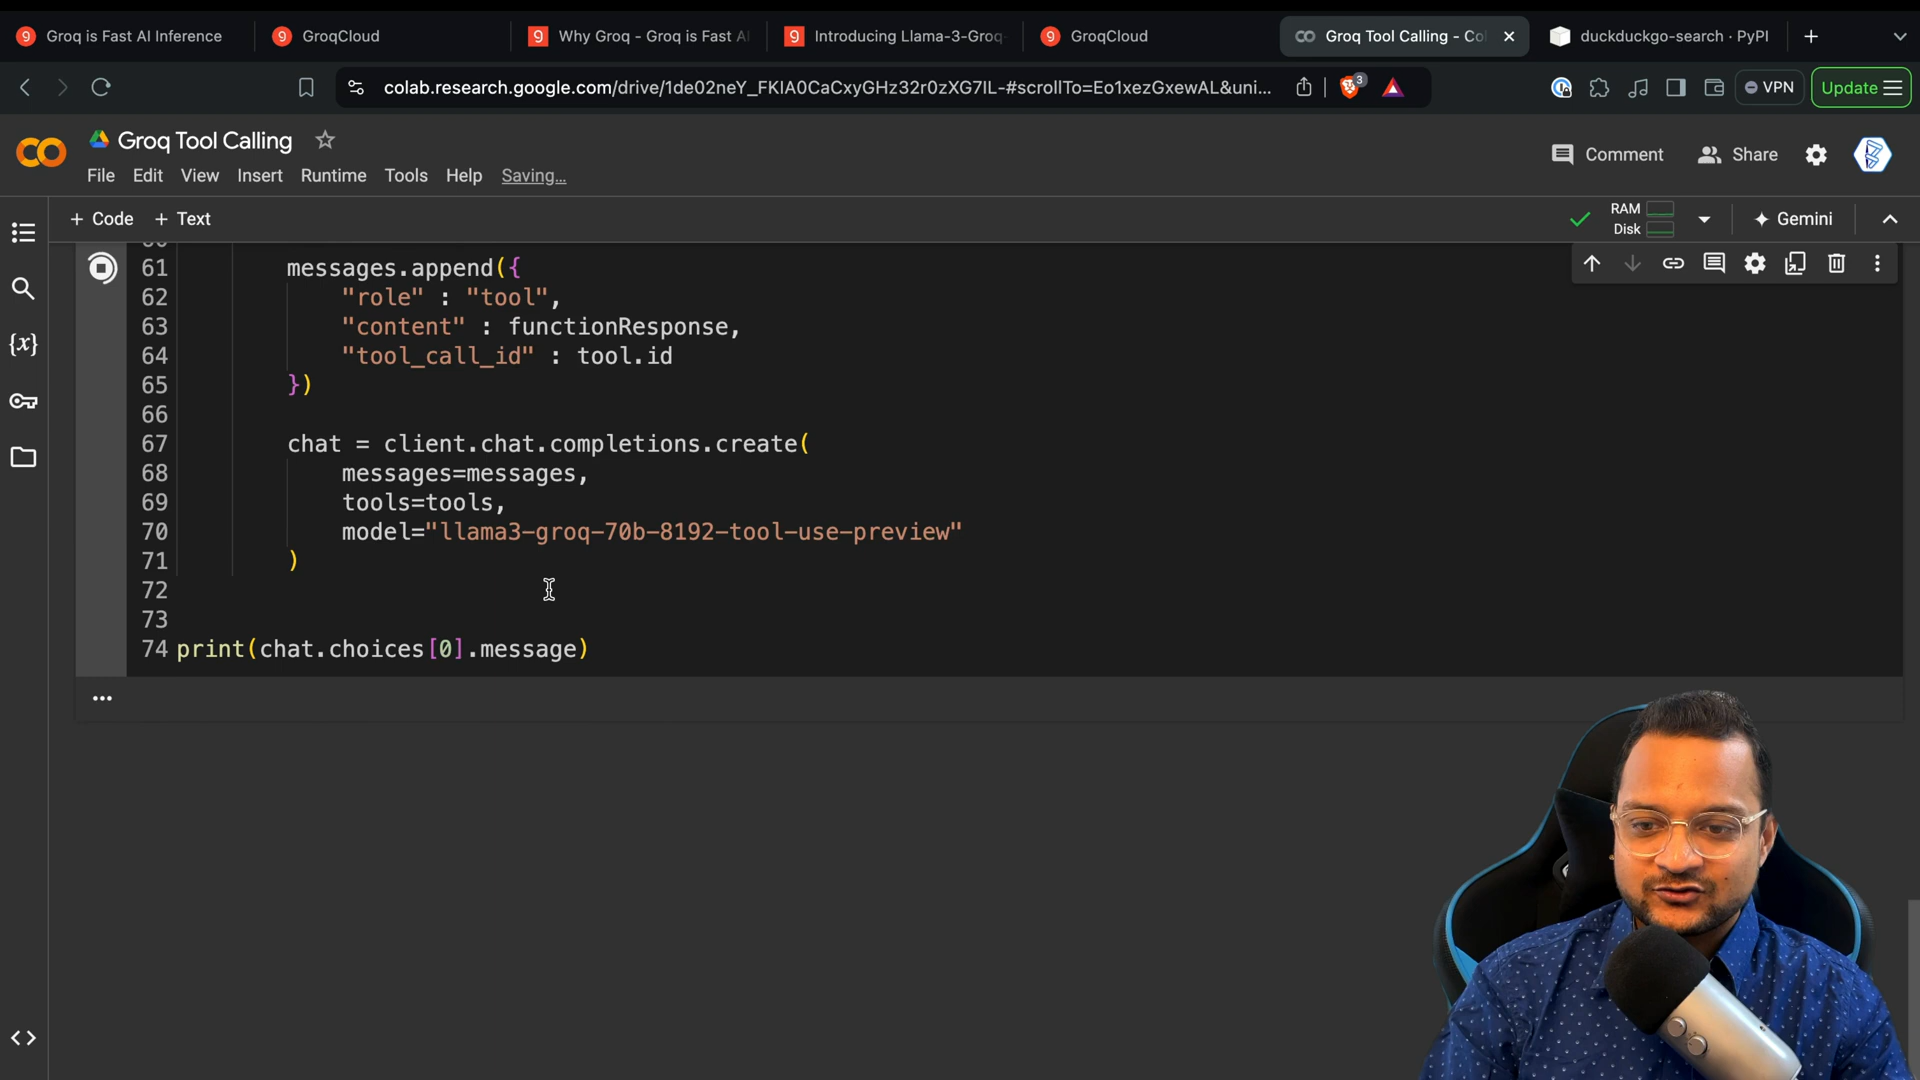 Groq is Fast AI Inference
GroqCloud
Why Groq - Groq is Fast AI
Introducing Llama-3-Groq-
GroqCloud
Groq Tool Calling - Co
duckduckgo-search · PyPI
colab.research.google.com/drive/1de02neY_FKIA0CaCxyGHz32r0zXG7IL-#scrollTo=Eo1xezGxewAL&uni...
3
VPN
Update
Groq Tool Calling
File Edit View Insert Runtime Tools Help Saving...
Comment
Share
+ Code + Text
RAM
Disk
Gemini
60
61 messages.append({
62 "role" : "tool",
63 "content" : functionResponse,
64 "tool_call_id" : tool.id
65 })
66
67 chat = client.chat.completions.create(
68 messages=messages,
69 tools=tools,
70 model="llama3-groq-70b-8192-tool-use-preview"
71 )
72
73
74 print(chat.choices[0].message)